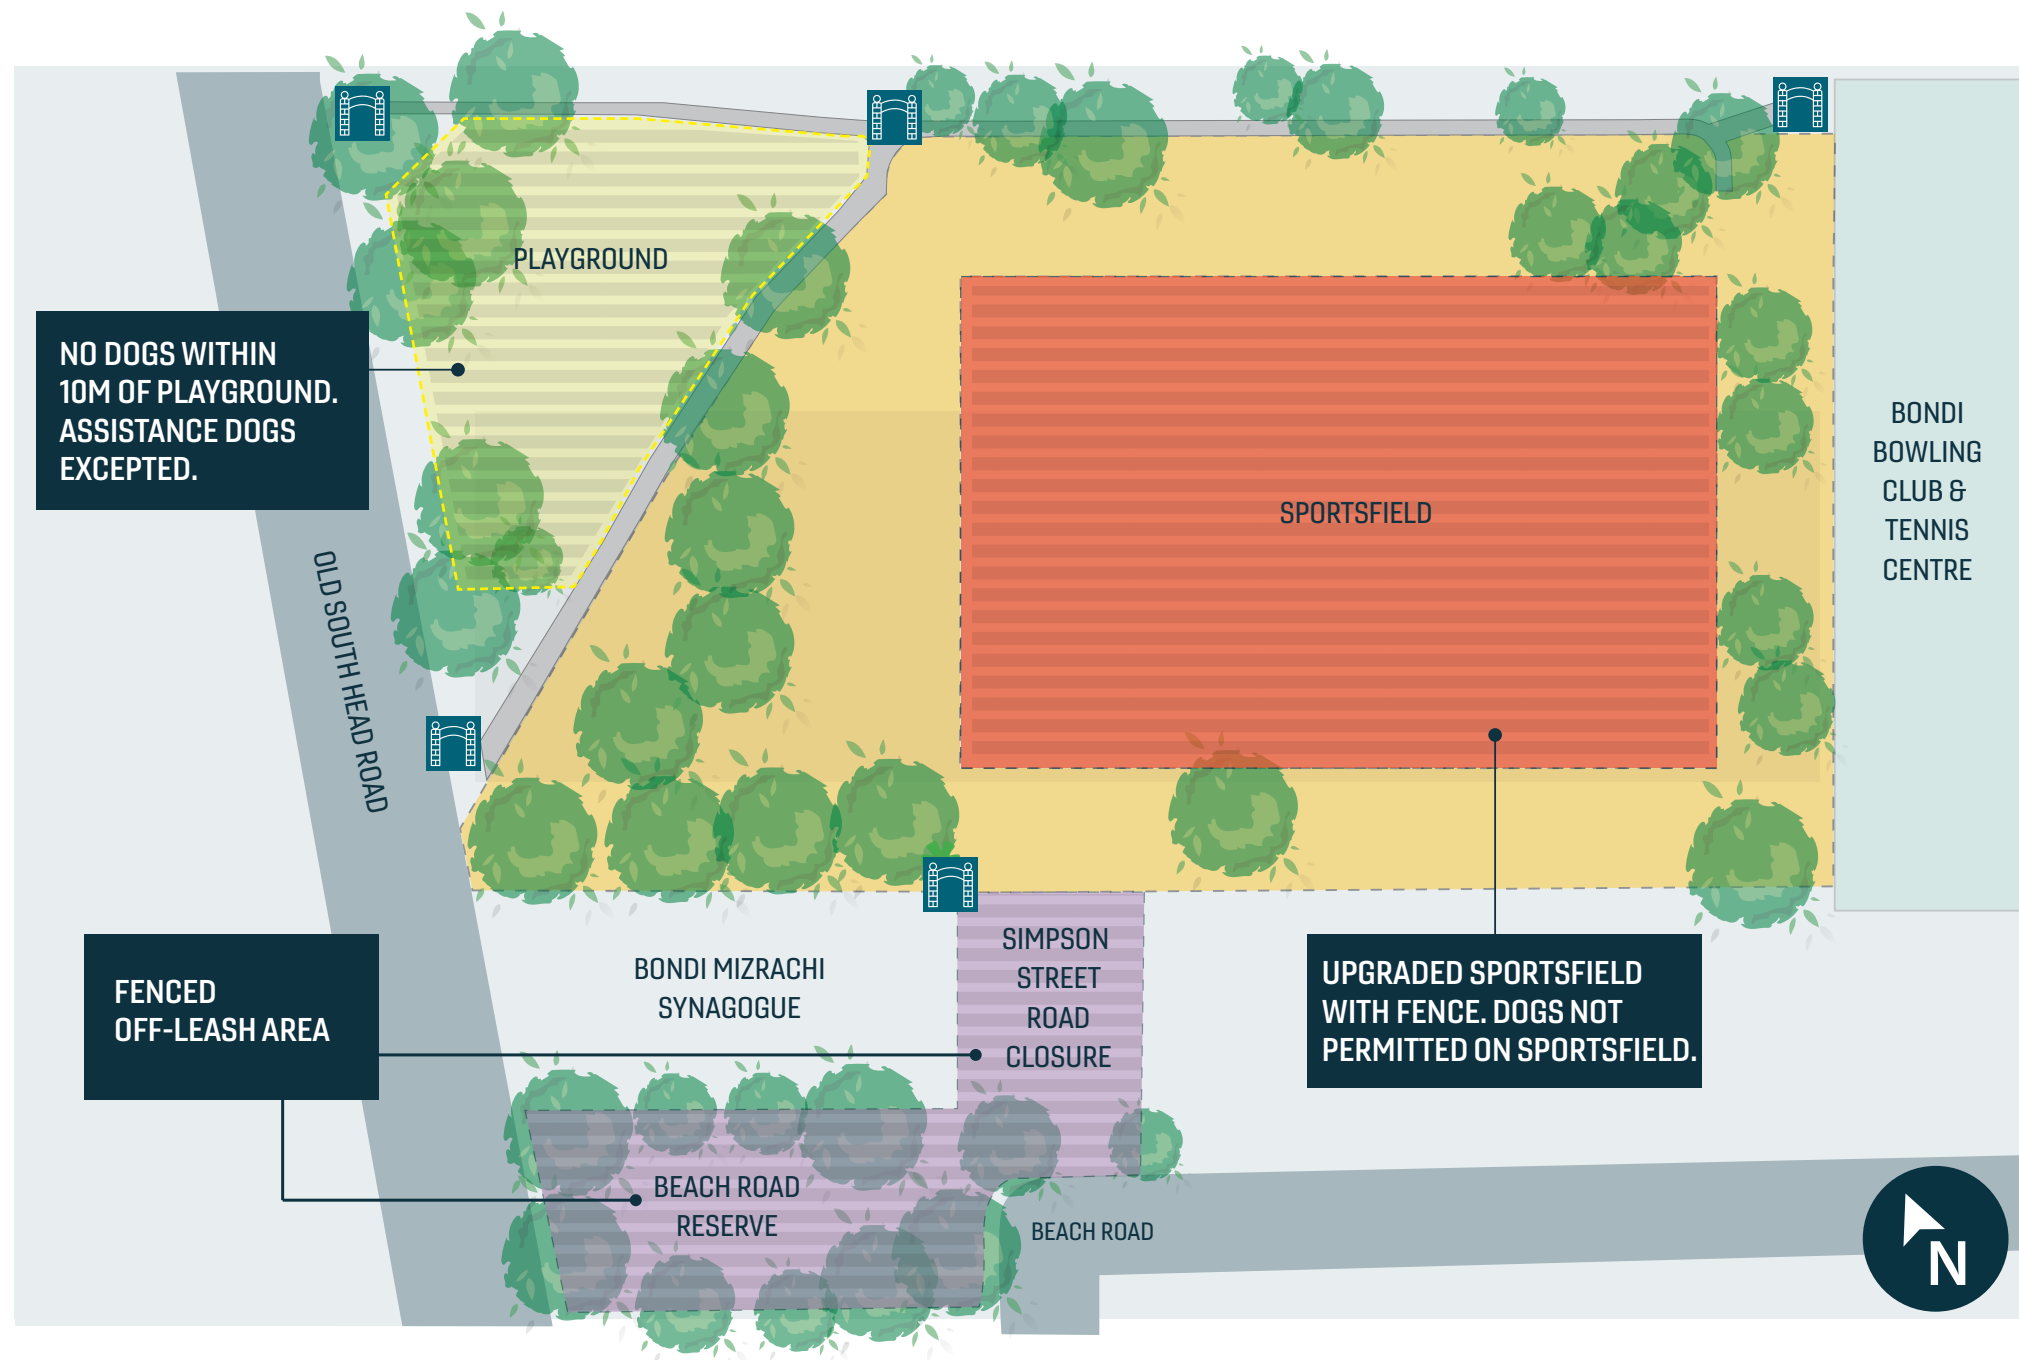 PLAYGROUND
NO DOGS WITHIN
10M OF PLAYGROUND.
ASSISTANCE DOGS
EXCEPTED.
OLD SOUTH HEAD ROAD
SPORTSFIELD
BONDI
BOWLING
CLUB &
TENNIS
CENTRE
FENCED
OFF-LEASH AREA
BONDI MIZRACHI
SYNAGOGUE
SIMPSON
STREET
ROAD
CLOSURE
UPGRADED SPORTSFIELD
WITH FENCE. DOGS NOT
PERMITTED ON SPORTSFIELD.
BEACH ROAD
RESERVE
BEACH ROAD
N